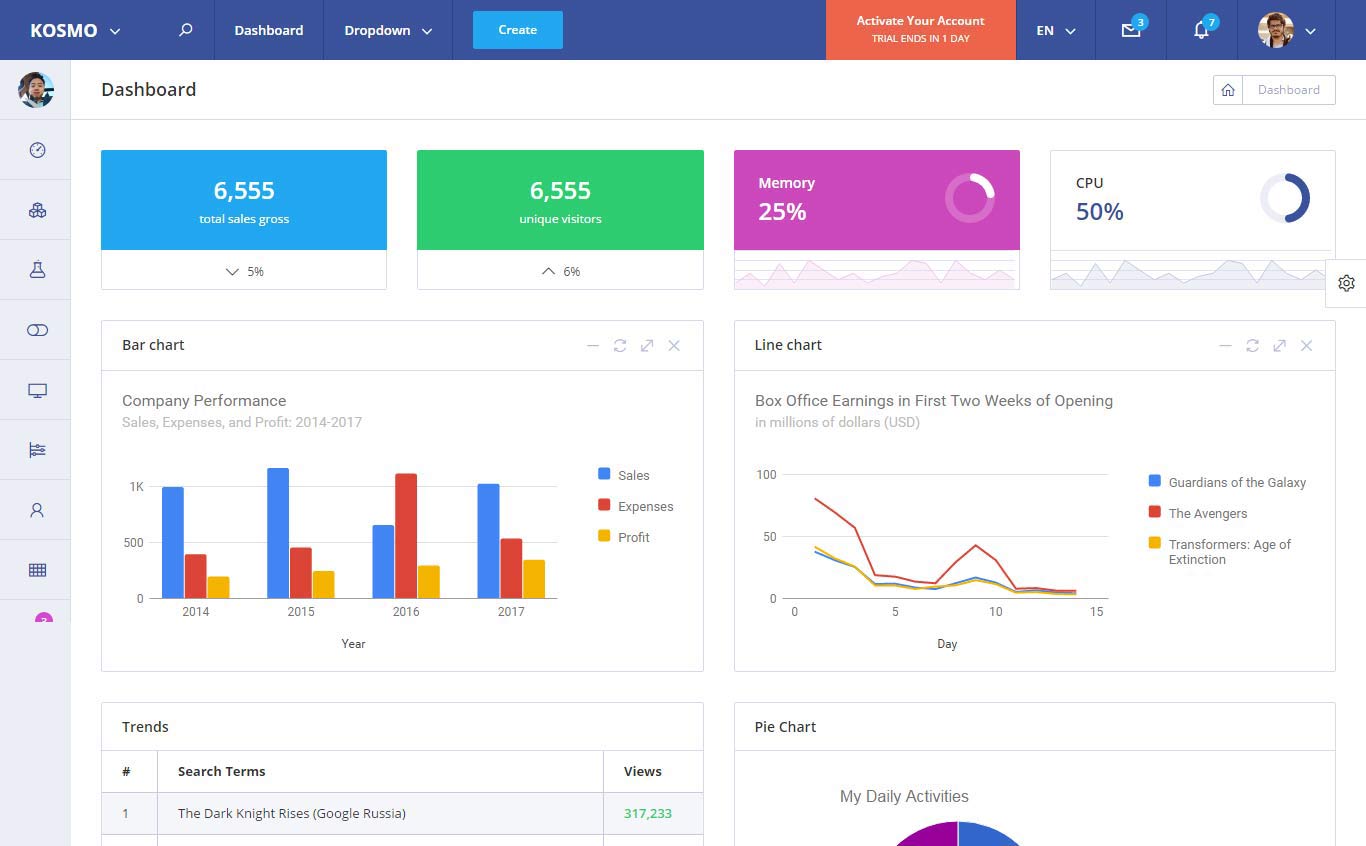 KOSMO
Dashboard
Dropdown
Create
Activate Your Account
TRIAL ENDS IN 1 DAY
EN
3
7
Dashboard
Dashboard
6,555
total sales gross
5%
6,555
unique visitors
6%
Memory
25%
CPU
50%
Bar chart
Company Performance
Sales, Expenses, and Profit: 2014-2017
1K
500
0
2014 2015 2016 2017
Year
Sales
Expenses
Profit
Line chart
Box Office Earnings in First Two Weeks of Opening
in millions of dollars (USD)
100
50
0
0 5 10 15
Day
Guardians of the Galaxy
The Avengers
Transformers: Age of
Extinction
Trends
# Search Terms Views
1 The Dark Knight Rises (Google Russia) 317,233
Pie Chart
My Daily Activities